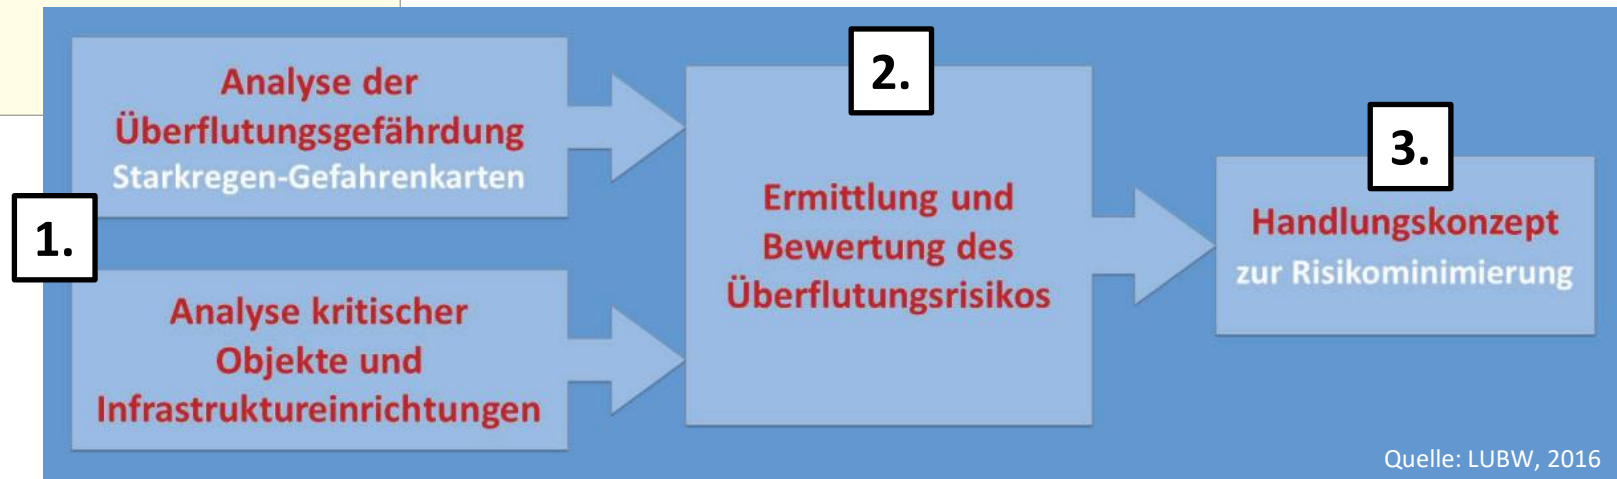 1.
Analyse der
Überflutungsgefährdung
Starkregen-Gefahrenkarten
Analyse kritischer
Objekte und
Infrastruktureinrichtungen
2.
Ermittlung und
Bewertung des
Überflutungsrisikos
3.
Handlungskonzept
zur Risikominimierung
Quelle: LUBW, 2016